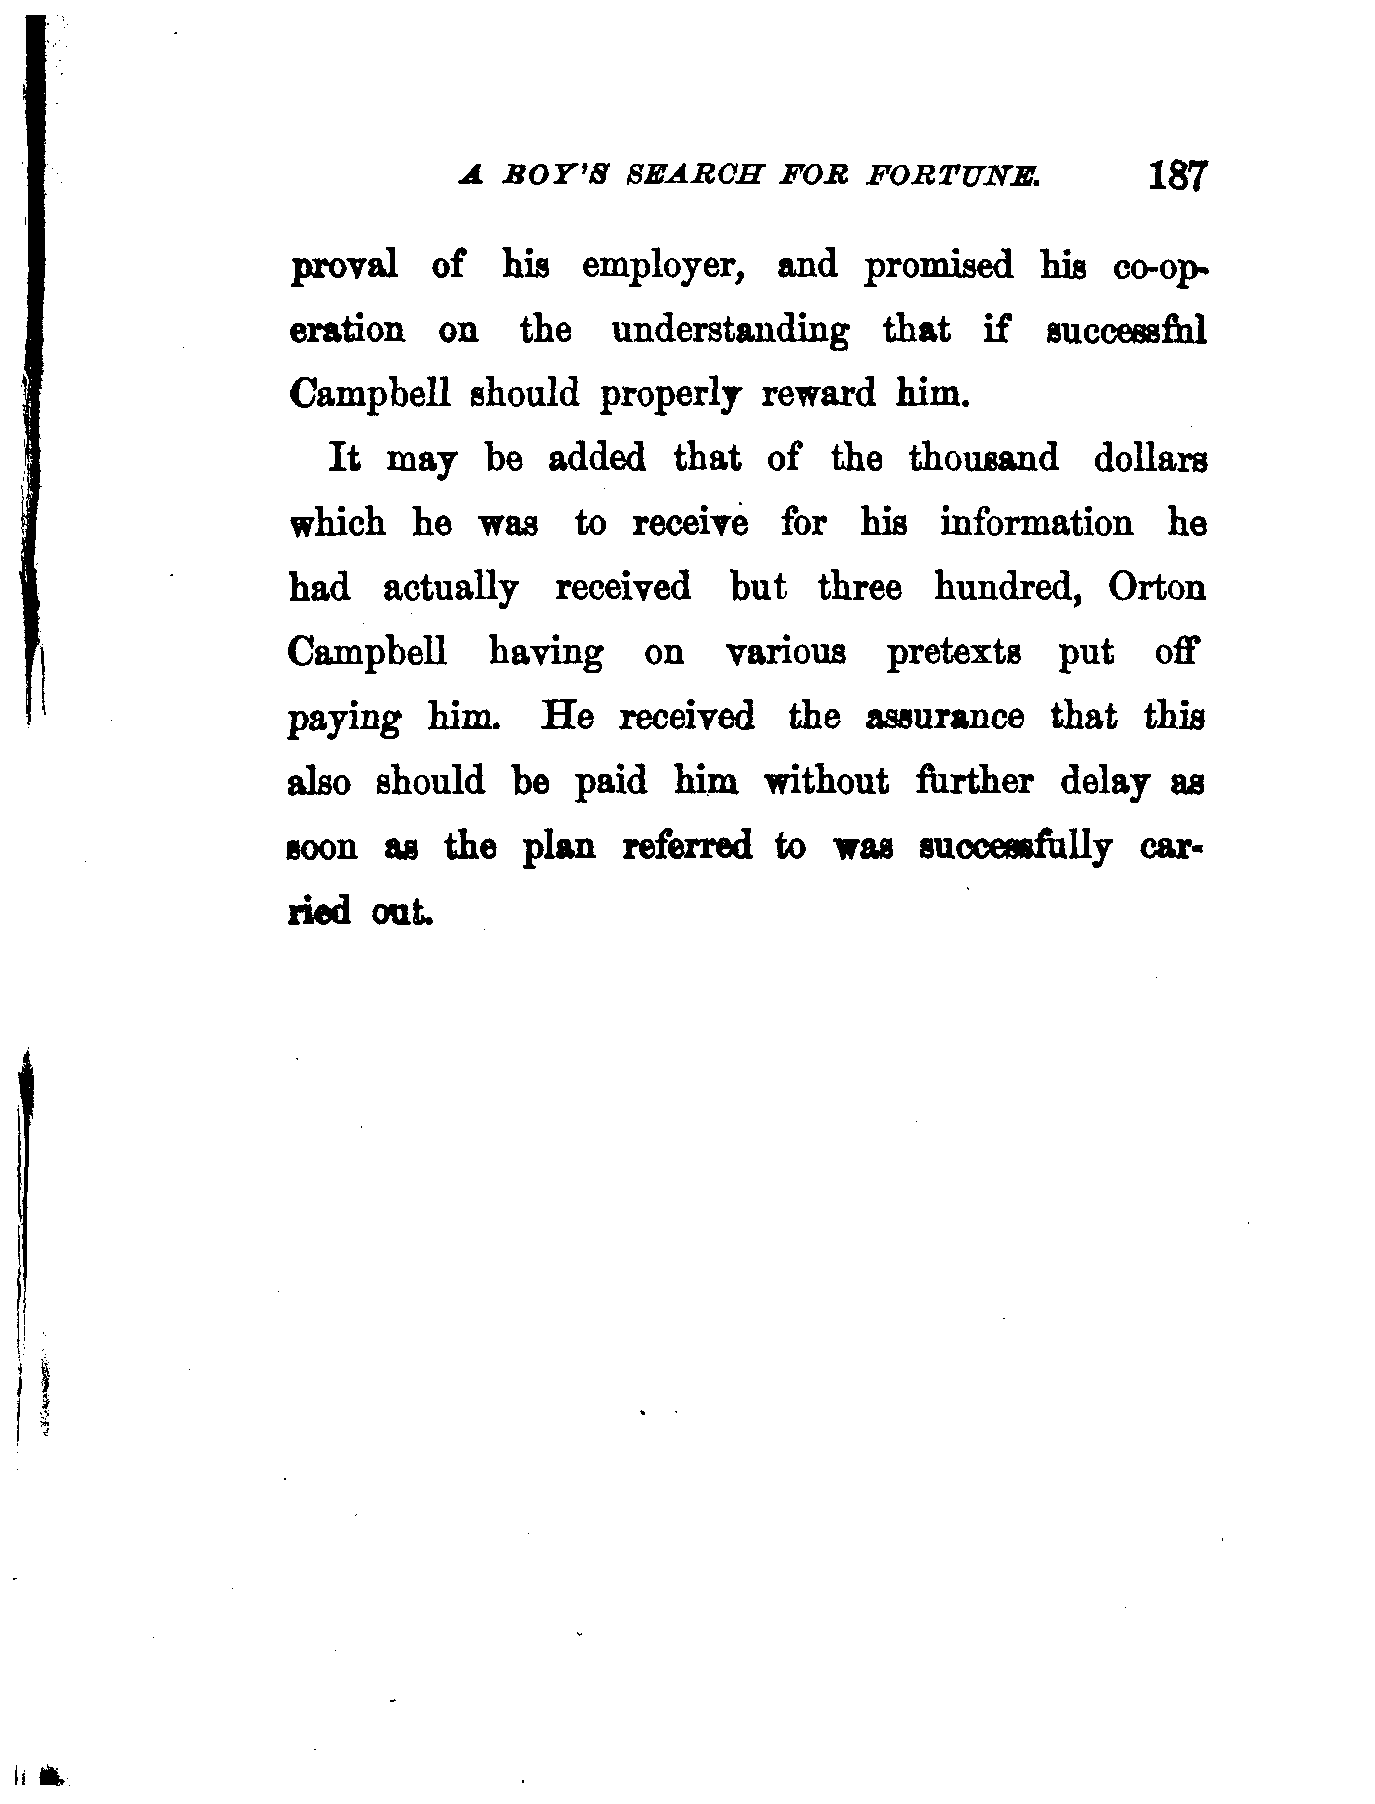 A BOY'S SEARCH FOR FORTUNE. 187
proval of his employer, and promised his co-op-
eration on the understanding that if successful
Campbell should properly reward him.
It may be added that of the thousand dollars
which he was to receive for his information he
had actually received but three hundred, Orton
Campbell having on various pretexts put off
paying him. He received the assurance that this
also should be paid him without further delay as
soon as the plan referred to was successfully car-
ried out.